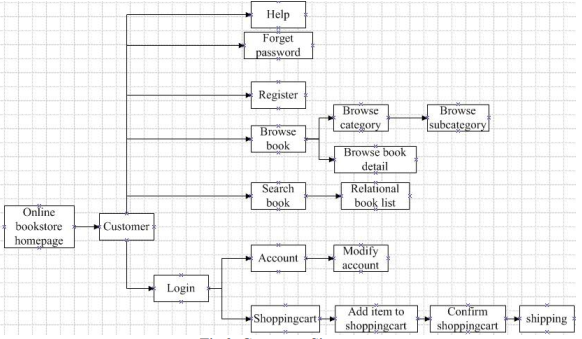 Help
Forget
password
Register
Browse
book
Browse
category
Browse
subcategory
Browse book
detail
Search
book
Relational
book list
Online
bookstore
homepage
Customer
Account
Modify
account
Login
Shoppingcart
Add item to
shoppingcart
Confirm
shoppingcart
shipping